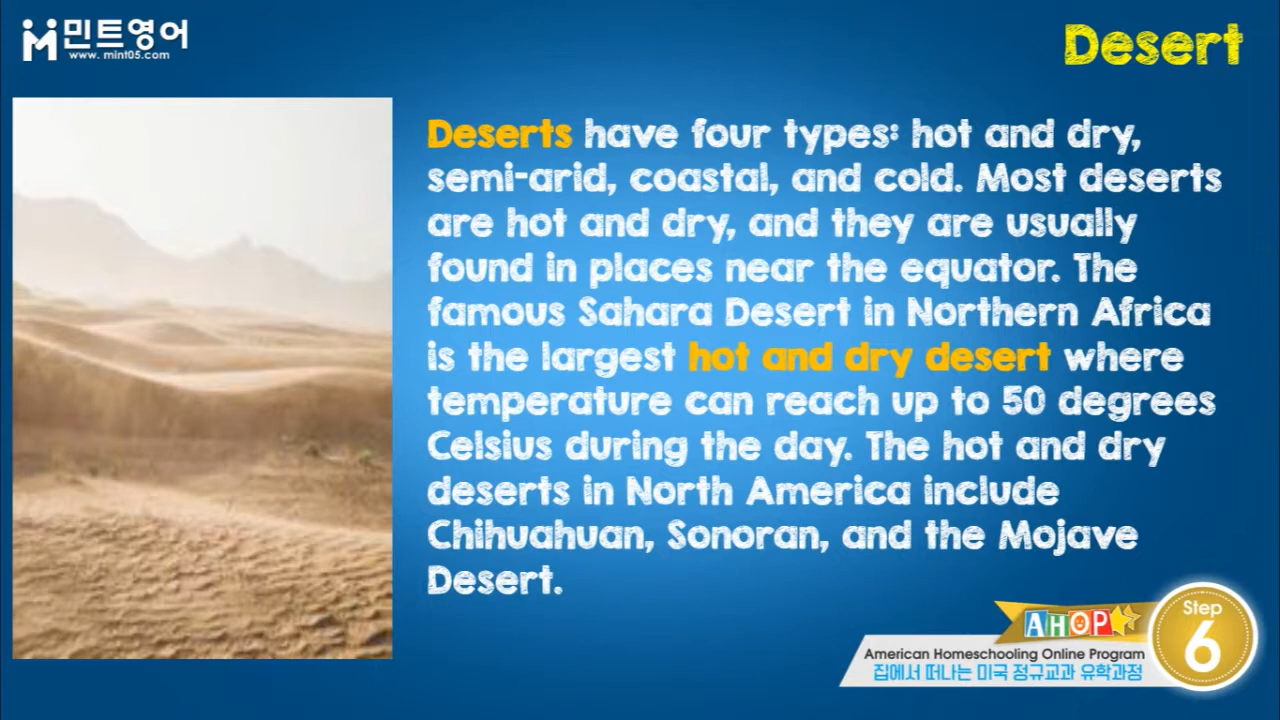 민트영어
www.mint05.com
Desert
Deserts have four types: hot and dry,
semi-arid, coastal, and cold. Most deserts
are hot and dry, and they are usually
found in places near the equator. The
famous Sahara Desert in Northern Africa
is the largest hot and dry desert where
temperature can reach up to 50 degrees
Celsius during the day. The hot and dry
deserts in North America include
Chihuahuan, Sonoran, and the Mojave
Desert.
AHOP
Step
6
American Homeschooling Online Program
집에서 떠나는 미국 정규교과 유학과정